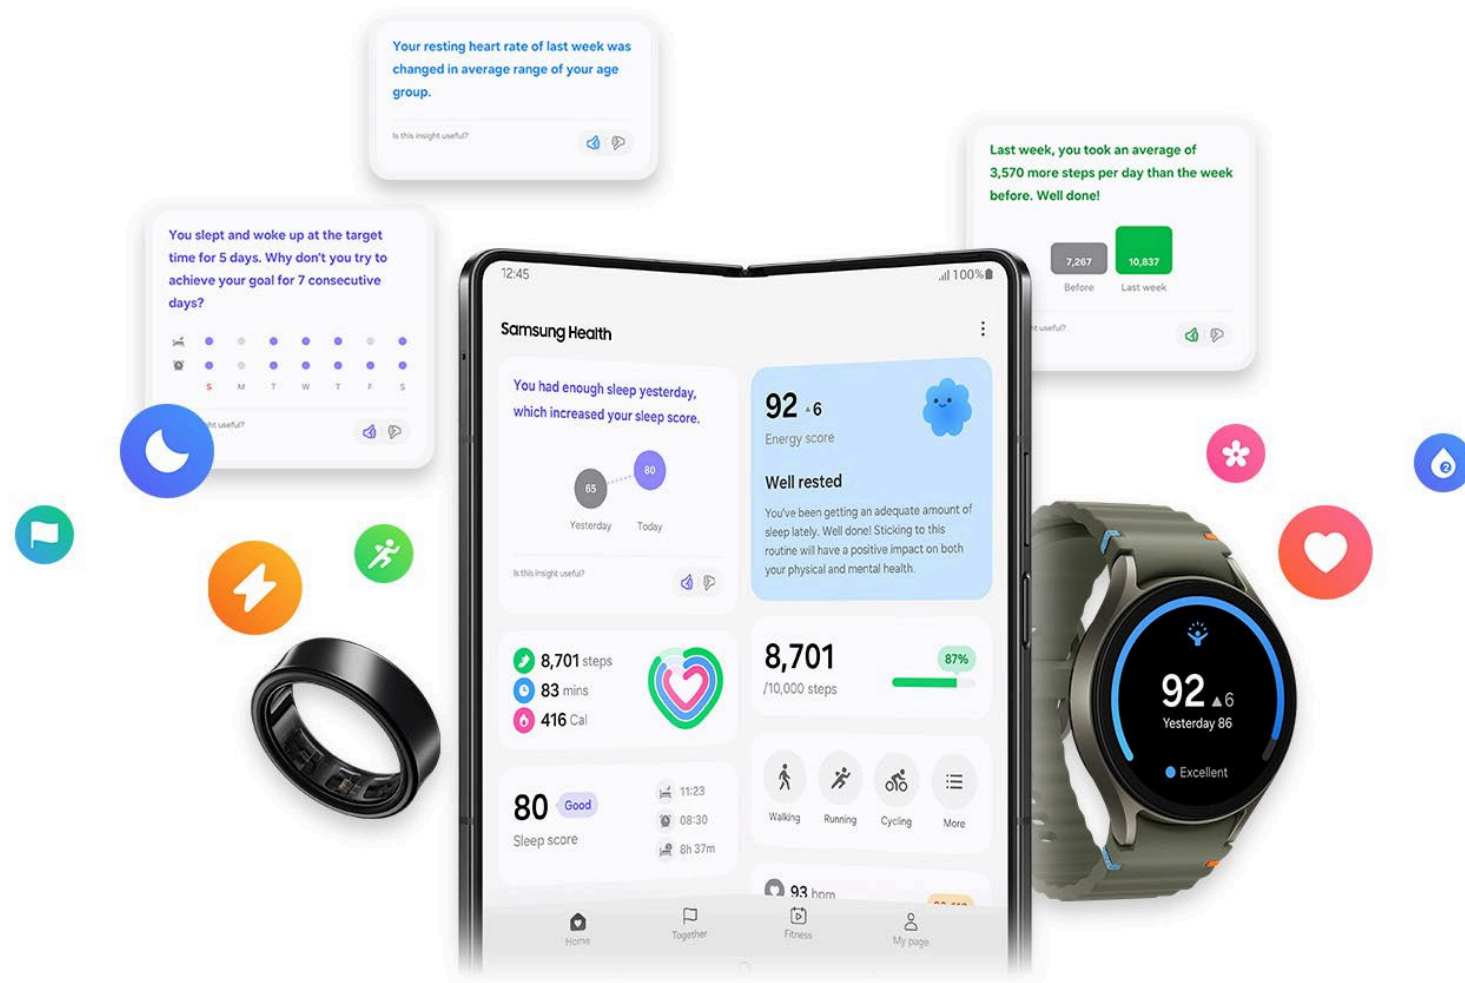 Your resting heart rate of last week was
changed in average range of your age
group.
Is this insight useful?
Last week, you took an average of
3,570 more steps per day than the week
before. Well done!
7,267
10,837
Before
Last week
useful?
You slept and woke up at the target
time for 5 days. Why don't you try to
achieve your goal for 7 consecutive
days?
S M T W T F S
useful?
12:45
100%
Samsung Health
You had enough sleep yesterday,
which increased your sleep score.
65
80
Yesterday
Today
Is this insight useful?
92 ▲6
Energy score
Well rested
You've been getting an adequate amount of
sleep lately. Well done! Sticking to this
routine will have a positive impact on both
your physical and mental health.
8,701 steps
83 mins
416 Cal
8,701
/10,000 steps
87%
80 Good
Sleep score
11:23
08:30
8h 37m
Walking
Running
Cycling
More
93 bpm
Home
Together
Fitness
My page
92 ▲6
Yesterday 86
Excellent
2